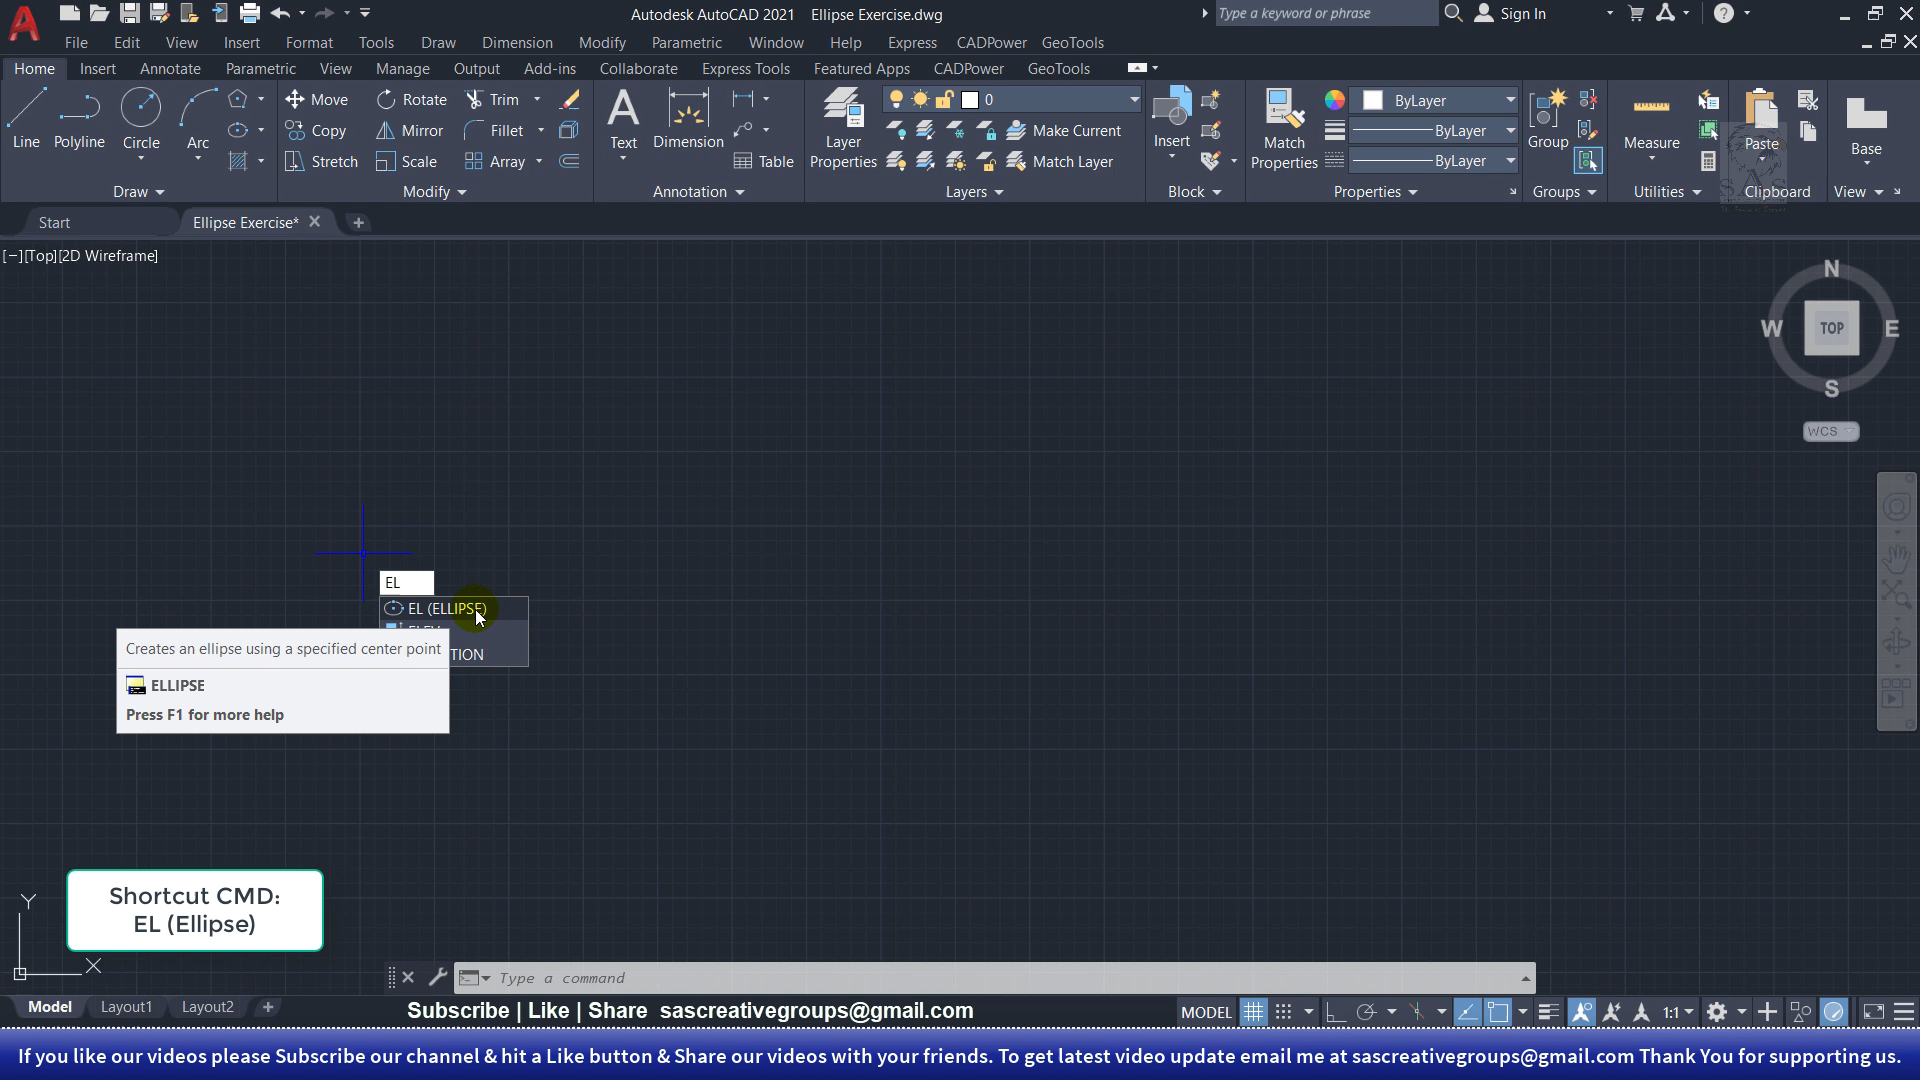 Autodesk AutoCAD 2021 Ellipse Exercise.dwg
Type a keyword or phrase
Sign In
File Edit View Insert Format Tools Draw Dimension Modify Parametric Window Help Express CADPower GeoTools
Home Insert Annotate Parametric View Manage Output Add-ins Collaborate Express Tools Featured Apps CADPower GeoTools
Line Polyline Circle Arc
Draw
Move Rotate Trim
Copy Mirror Fillet
Stretch Scale Array
Modify
Text Dimension
Table
Annotation
Layer
Properties
0
Make Current
Match Layer
Layers
Insert
Block
Match
Properties
ByLayer
ByLayer
ByLayer
Properties
Group
Groups
Measure
Utilities
Paste
Clipboard
Base
View
Start Ellipse Exercise*
[−][Top][2D Wireframe]
N
W TOP E
S
WCS
EL
EL (ELLIPSE)
TION
Creates an ellipse using a specified center point
ELLIPSE
Press F1 for more help
Shortcut CMD:
EL (Ellipse)
Y
X
Type a command
Model Layout1 Layout2
Subscribe | Like | Share sascreativegroups@gmail.com
MODEL 1:1
If you like our videos please Subscribe our channel & hit a Like button & Share our videos with your friends. To get latest video update email me at sascreativegroups@gmail.com Thank You for supporting us.